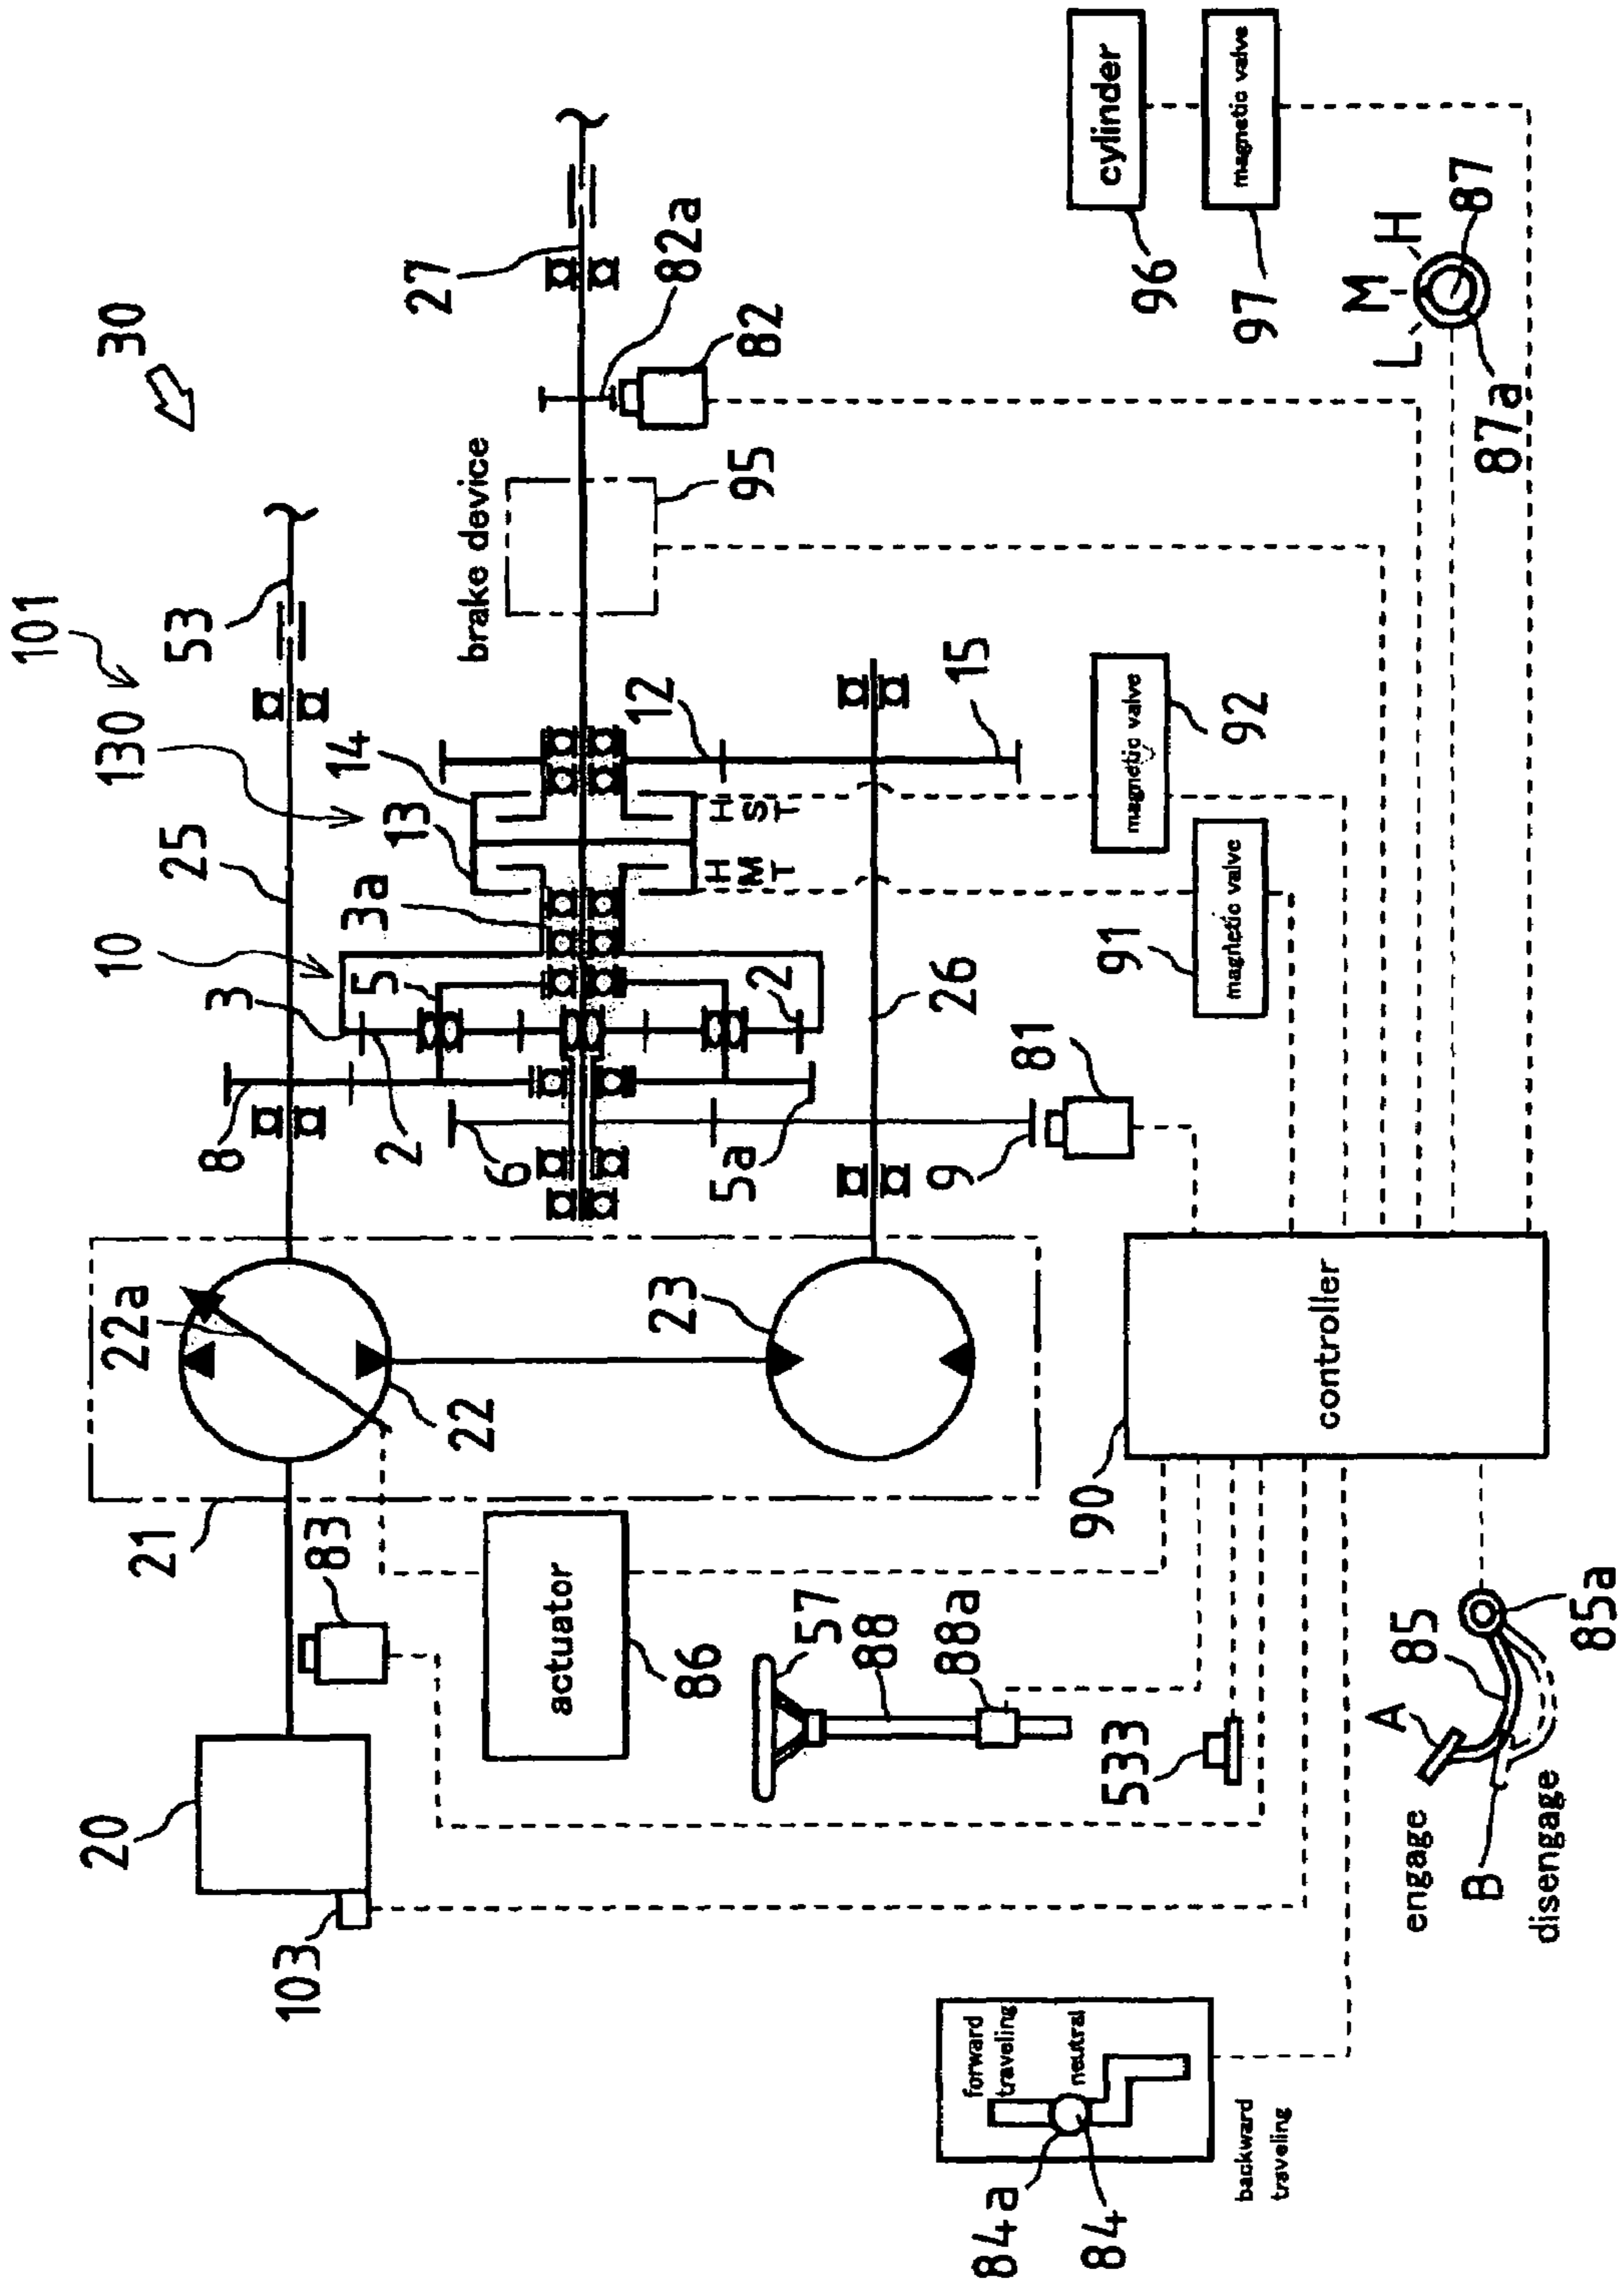 30
101
130
10
53
25
14
13
3a
3
5
2
8
2
6
5a
12
15
26
9
81
27
82a
82
95
brake device
H S T
H M T
magnetic valve
92
magnetic valve
91
cylinder
96
magnetic valve
97
L M H
87
87a
22a
22
23
21
83
20
103
actuator
86
57
88
88a
533
90
controller
85
85a
A
B
engage
disengage
forward
traveling
neutral
84a
84
backward
traveling